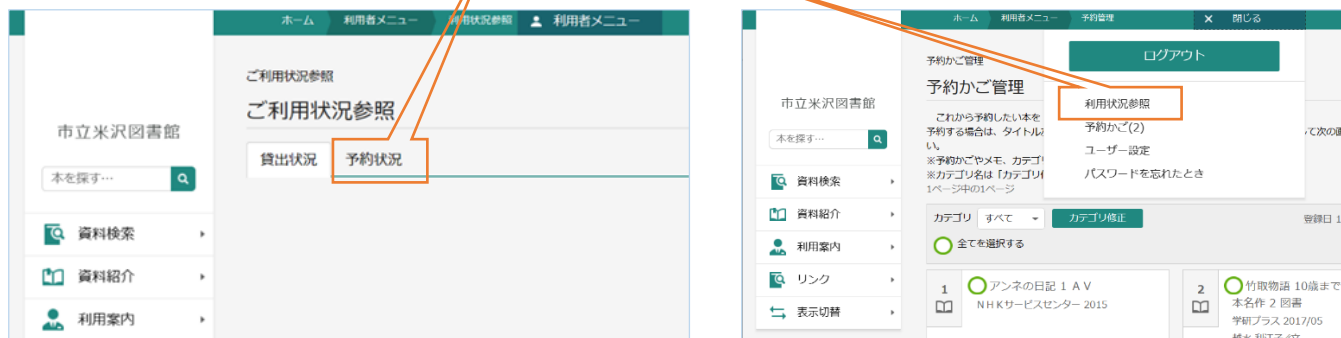 ホーム 利用者メニュー 利用状況参照 利用者メニュー
ご利用状況参照
ご利用状況参照
貸出状況 予約状況
市立米沢図書館
本を探す…
資料検索
資料紹介
利用案内
ホーム 利用者メニュー 予約管理 × 閉じる
ログアウト
利用状況参照
予約かご(2)
ユーザー設定
パスワードを忘れたとき
予約かご管理
予約かご管理
これから予約したい本を
予約する場合は、タイトル
て次の画
い。
※予約かごやメモ、カテゴリ
※カテゴリ名は「カテゴリ
1ページ中の1ページ
市立米沢図書館
本を探す…
資料検索
資料紹介
利用案内
リンク
表示切替
カテゴリ すべて カテゴリ修正 登録日 1
全てを選択する
1 アンネの日記 1 AV
NHKサービスセンター 2015
2 竹取物語 10歳まで
本名作 2 図書
学研プラス 2017/05